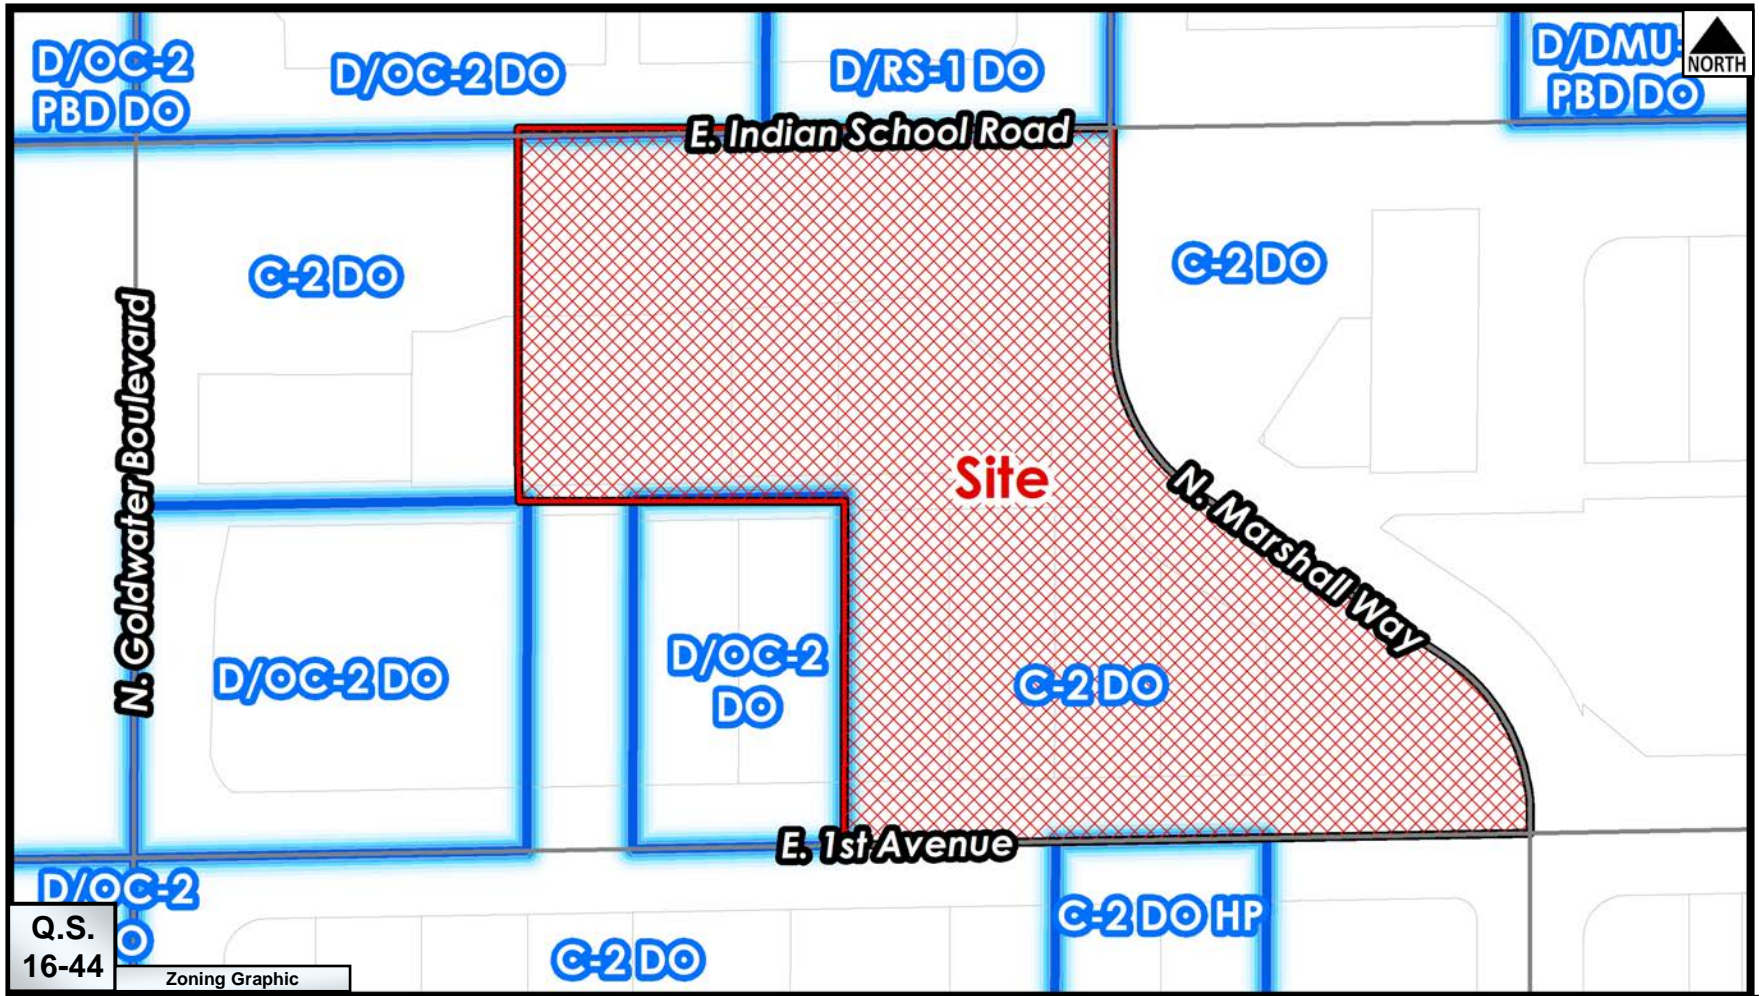 D/OC-2
PBD DO
D/OC-2 DO
D/RS-1 DO
D/DMU-
PBD DO
NORTH
E. Indian School Road
C-2 DO
C-2 DO
N. Goldwater Boulevard
Site
N. Marshall Way
D/OC-2 DO
D/OC-2
DO
C-2 DO
E. 1st Avenue
D/OC-2
O
C-2 DO HP
C-2 DO
Q.S.
16-44
Zoning Graphic